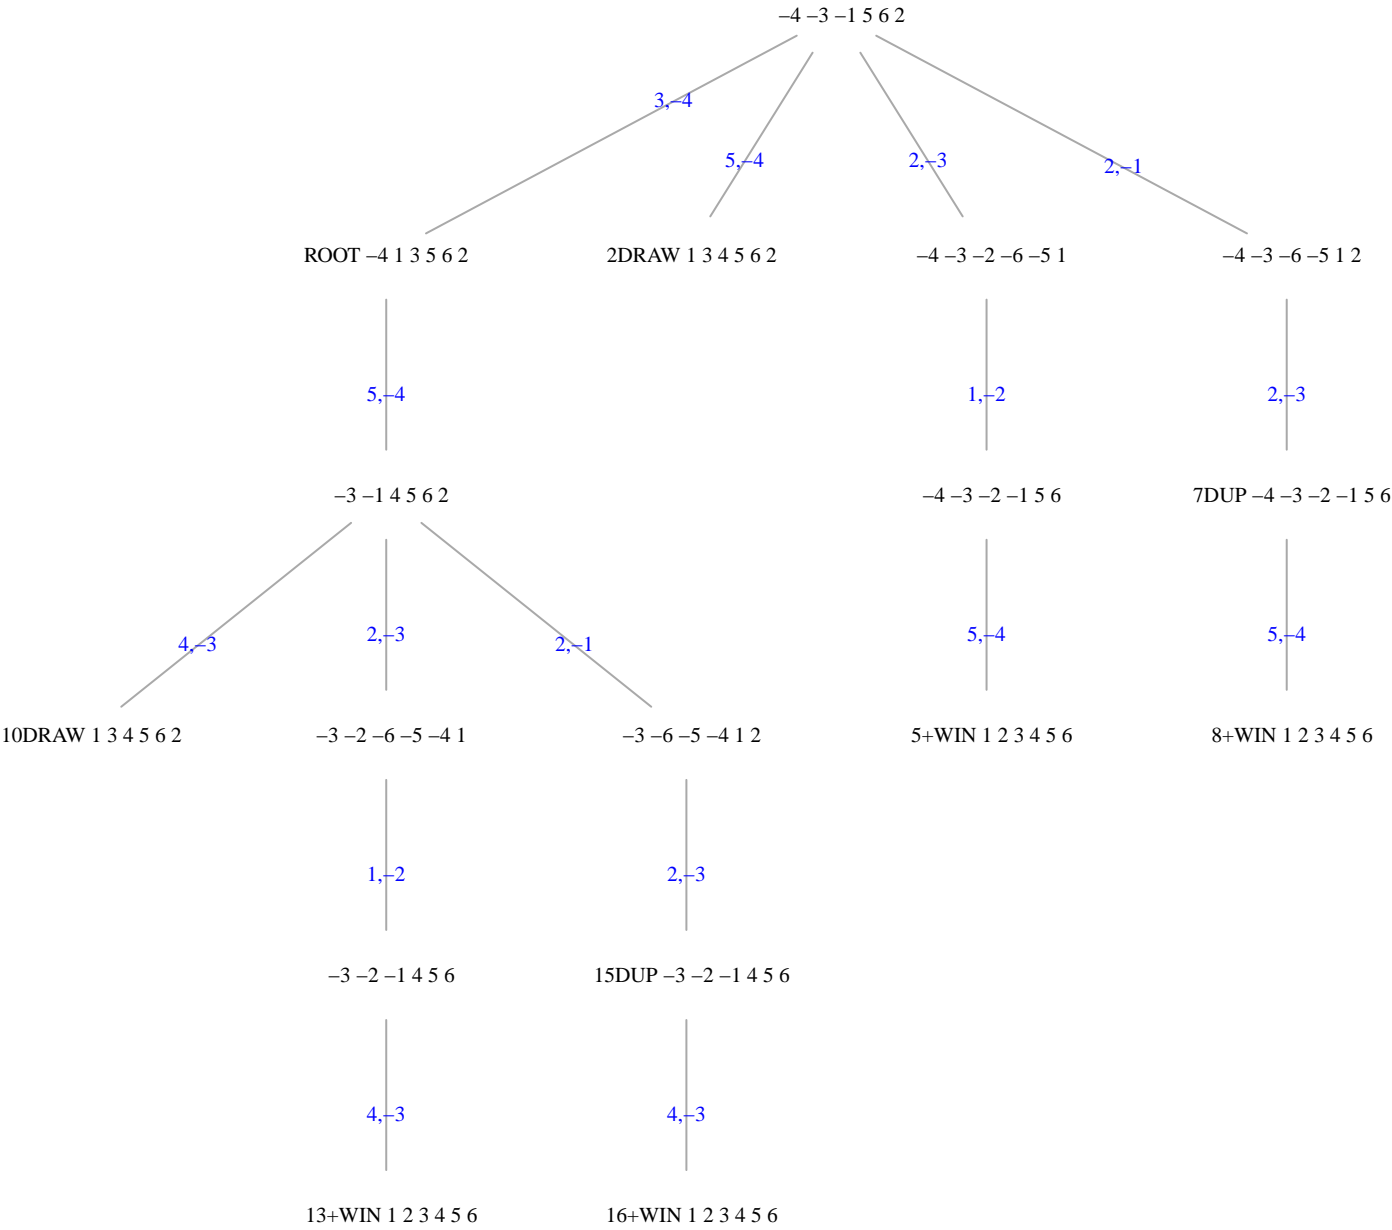 −4 −3 −1 5 6 2
3,−4
5,−4
2,−3
2,−1
ROOT −4 1 3 5 6 2
2DRAW 1 3 4 5 6 2
−4 −3 −2 −6 −5 1
−4 −3 −6 −5 1 2
5,−4
1,−2
2,−3
−3 −1 4 5 6 2
−4 −3 −2 −1 5 6
7DUP −4 −3 −2 −1 5 6
4,−3
2,−3
2,−1
5,−4
5,−4
10DRAW 1 3 4 5 6 2
−3 −2 −6 −5 −4 1
−3 −6 −5 −4 1 2
5+WIN 1 2 3 4 5 6
8+WIN 1 2 3 4 5 6
1,−2
2,−3
−3 −2 −1 4 5 6
15DUP −3 −2 −1 4 5 6
4,−3
4,−3
13+WIN 1 2 3 4 5 6
16+WIN 1 2 3 4 5 6